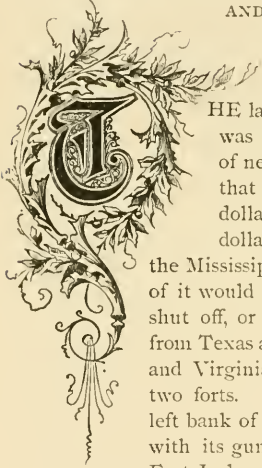 AND
THE la
was
of ne
that
dolla
dolla
the Mississip
of it would
shut off, or
from Texas a
and Virginia
two forts.
left bank of
with its gun